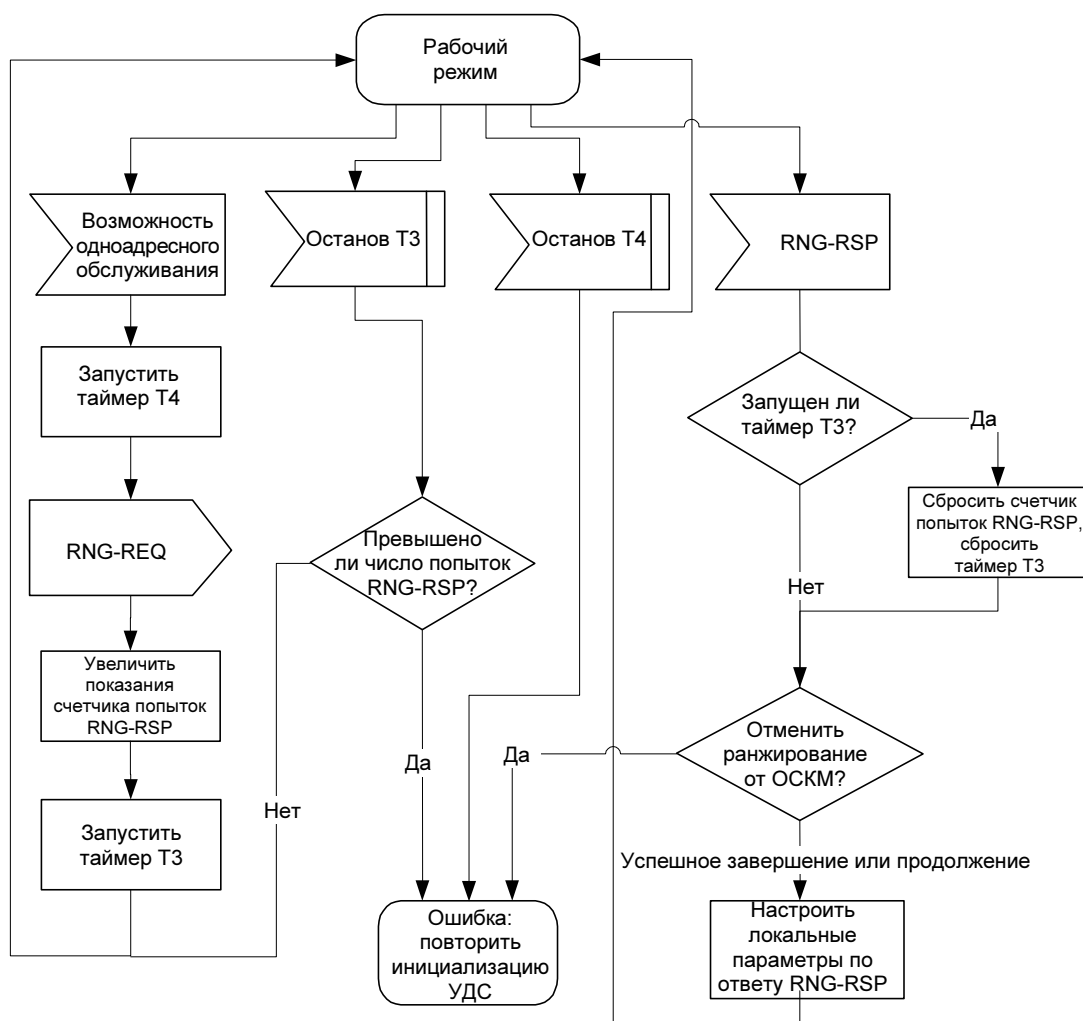 Рабочий
режим
Возможность
одноадресного
обслуживания
Останов Т3
Останов Т4
RNG-RSP
Запустить
таймер Т4
Запущен ли
таймер Т3?
Да
Сбросить счетчик
попыток RNG-RSP,
сбросить
таймер Т3
RNG-REQ
Превышено
ли число попыток
RNG-RSP?
Нет
Увеличить
показания
счетчика попыток
RNG-RSP
Отменить
ранжирование
от ОСКМ?
Да
Да
Нет
Запустить
таймер Т3
Успешное завершение или продолжение
Ошибка:
повторить
инициализацию
УДС
Настроить
локальные
параметры по
ответу RNG-RSP